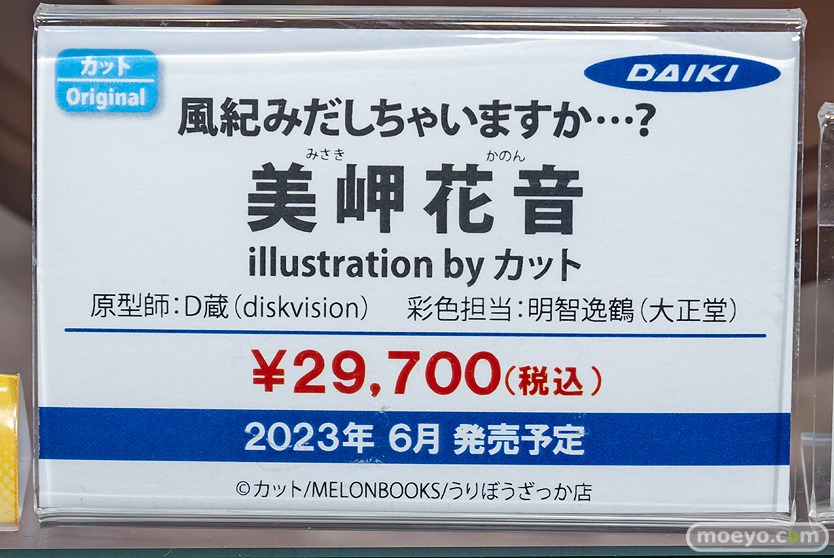 カット
Original
DAIKI
風紀みだしちゃいますか…?
みさき かのん
美岬花音
illustration by カット
原型師:D蔵(diskvision) 彩色担当:明智逸鶴(大正堂)
¥29,700(税込)
2023年 6月 発売予定
©カット/MELONBOOKS/うりぼうざっか店
moeyo.com